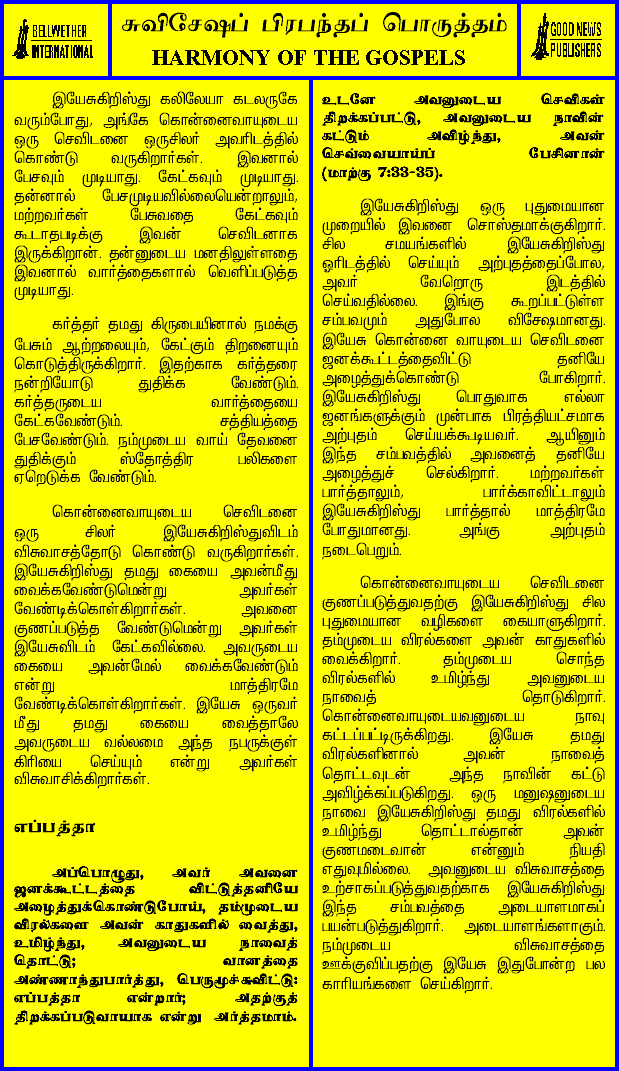 BELLWETHER
INTERNATIONAL
சுவிசேஷப் பிரபந்தப் பொருத்தம்
HARMONY OF THE GOSPELS
GOOD NEWS
PUBLISHERS
இயேசுகிறிஸ்து கலிலேயா கடலருகே
வரும்போது, அங்கே கொன்னைவாயுடைய
ஒரு செவிடனை ஒருசிலர் அவரிடத்தில்
கொண்டு வருகிறார்கள். இவனால்
பேசவும் முடியாது. கேட்கவும் முடியாது.
தன்னால் பேசமுடியவில்லையென்றாலும்,
மற்றவர்கள் பேசுவதை கேட்கவும்
கூடாதபடிக்கு இவன் செவிடனாக
இருக்கிறான். தன்னுடைய மனதிலுள்ளதை
இவனால் வார்த்தைகளால் வெளிப்படுத்த
முடியாது.
கர்த்தர் தமது கிருபையினால் நமக்கு
பேசும் ஆற்றலையும், கேட்கும் திறனையும்
கொடுத்திருக்கிறார். இதற்காக கர்த்தரை
நன்றியோடு துதிக்க வேண்டும்.
கர்த்தருடைய வார்த்தையை
கேட்கவேண்டும். சத்தியத்தை
பேசவேண்டும். நம்முடைய வாய் தேவனை
துதிக்கும் ஸ்தோத்திர பலிகளை
ஏறெடுக்க வேண்டும்.
கொன்னைவாயுடைய செவிடனை
ஒரு சிலர் இயேசுகிறிஸ்துவிடம்
விசுவாசத்தோடு கொண்டு வருகிறார்கள்.
இயேசுகிறிஸ்து தமது கையை அவன்மீது
வைக்கவேண்டுமென்று அவர்கள்
வேண்டிக்கொள்கிறார்கள். அவனை
குணப்படுத்த வேண்டுமென்று அவர்கள்
இயேசுவிடம் கேட்கவில்லை. அவருடைய
கையை அவன்மேல் வைக்கவேண்டும்
என்று மாத்திரமே
வேண்டிக்கொள்கிறார்கள். இயேசு ஒருவர்
மீது தமது கையை வைத்தாலே
அவருடைய வல்லமை அந்த நபருக்குள்
கிரியை செய்யும் என்று அவர்கள்
விசுவாசிக்கிறார்கள்.
எப்பத்தா
அப்பொழுது, அவர் அவனை
ஜனக்கூட்டத்தை விட்டுத்தனியே
அழைத்துக்கொண்டுபோய், தம்முடைய
விரல்களை அவன் காதுகளில் வைத்து,
உமிழ்ந்து, அவனுடைய நாவைத்
தொட்டு; வானத்தை
அண்ணாந்துபார்த்து, பெருமூச்சுவிட்டு:
எப்பத்தா என்றார்; அதற்குத்
திறக்கப்படுவாயாக என்று அர்த்தமாம்.
உடனே அவனுடைய செவிகள்
திறக்கப்பட்டு, அவனுடைய நாவின்
கட்டும் அவிழ்ந்து, அவன்
செவ்வையாய்ப் பேசினான்
(மாற்கு 7:33-35).
இயேசுகிறிஸ்து ஒரு புதுமையான
முறையில் இவனை சொஸ்தமாக்குகிறார்.
சில சமயங்களில் இயேசுகிறிஸ்து
ஓரிடத்தில் செய்யும் அற்புதத்தைப்போல,
அவர் வேறொரு இடத்தில்
செய்வதில்லை. இங்கு கூறப்பட்டுள்ள
சம்பவமும் அதுபோல விசேஷமானது.
இயேசு கொன்னை வாயுடைய செவிடனை
ஜனக்கூட்டத்தைவிட்டு தனியே
அழைத்துக்கொண்டு போகிறார்.
இயேசுகிறிஸ்து பொதுவாக எல்லா
ஜனங்களுக்கும் முன்பாக பிரத்தியட்சமாக
அற்புதம் செய்யக்கூடியவர். ஆயினும்
இந்த சம்பவத்தில் அவனைத் தனியே
அழைத்துச் செல்கிறார். மற்றவர்கள்
பார்த்தாலும், பார்க்காவிட்டாலும்
இயேசுகிறிஸ்து பார்த்தால் மாத்திரமே
போதுமானது. அங்கு அற்புதம்
நடைபெறும்.
கொன்னைவாயுடைய செவிடனை
குணப்படுத்துவதற்கு இயேசுகிறிஸ்து சில
புதுமையான வழிகளை கையாளுகிறார்.
தம்முடைய விரல்களை அவன் காதுகளில்
வைக்கிறார். தம்முடைய சொந்த
விரல்களில் உமிழ்ந்து அவனுடைய
நாவைத் தொடுகிறார்.
கொன்னைவாயுடையவனுடைய நாவு
கட்டப்பட்டிருக்கிறது. இயேசு தமது
விரல்களினால் அவன் நாவைத்
தொட்டவுடன் அந்த நாவின் கட்டு
அவிழ்க்கப்படுகிறது. ஒரு மனுஷனுடைய
நாவை இயேசுகிறிஸ்து தமது விரல்களில்
உமிழ்ந்து தொட்டால்தான் அவன்
குணமடைவான் என்னும் நியதி
எதுவுமில்லை. அவனுடைய விசுவாசத்தை
உற்சாகப்படுத்துவதற்காக இயேசுகிறிஸ்து
இந்த சம்பவத்தை அடையாளமாகப்
பயன்படுத்துகிறார். அடையாளங்களாகும்.
நம்முடைய விசுவாசத்தை
ஊக்குவிப்பதற்கு இயேசு இதுபோன்ற பல
காரியங்களை செய்கிறார்.